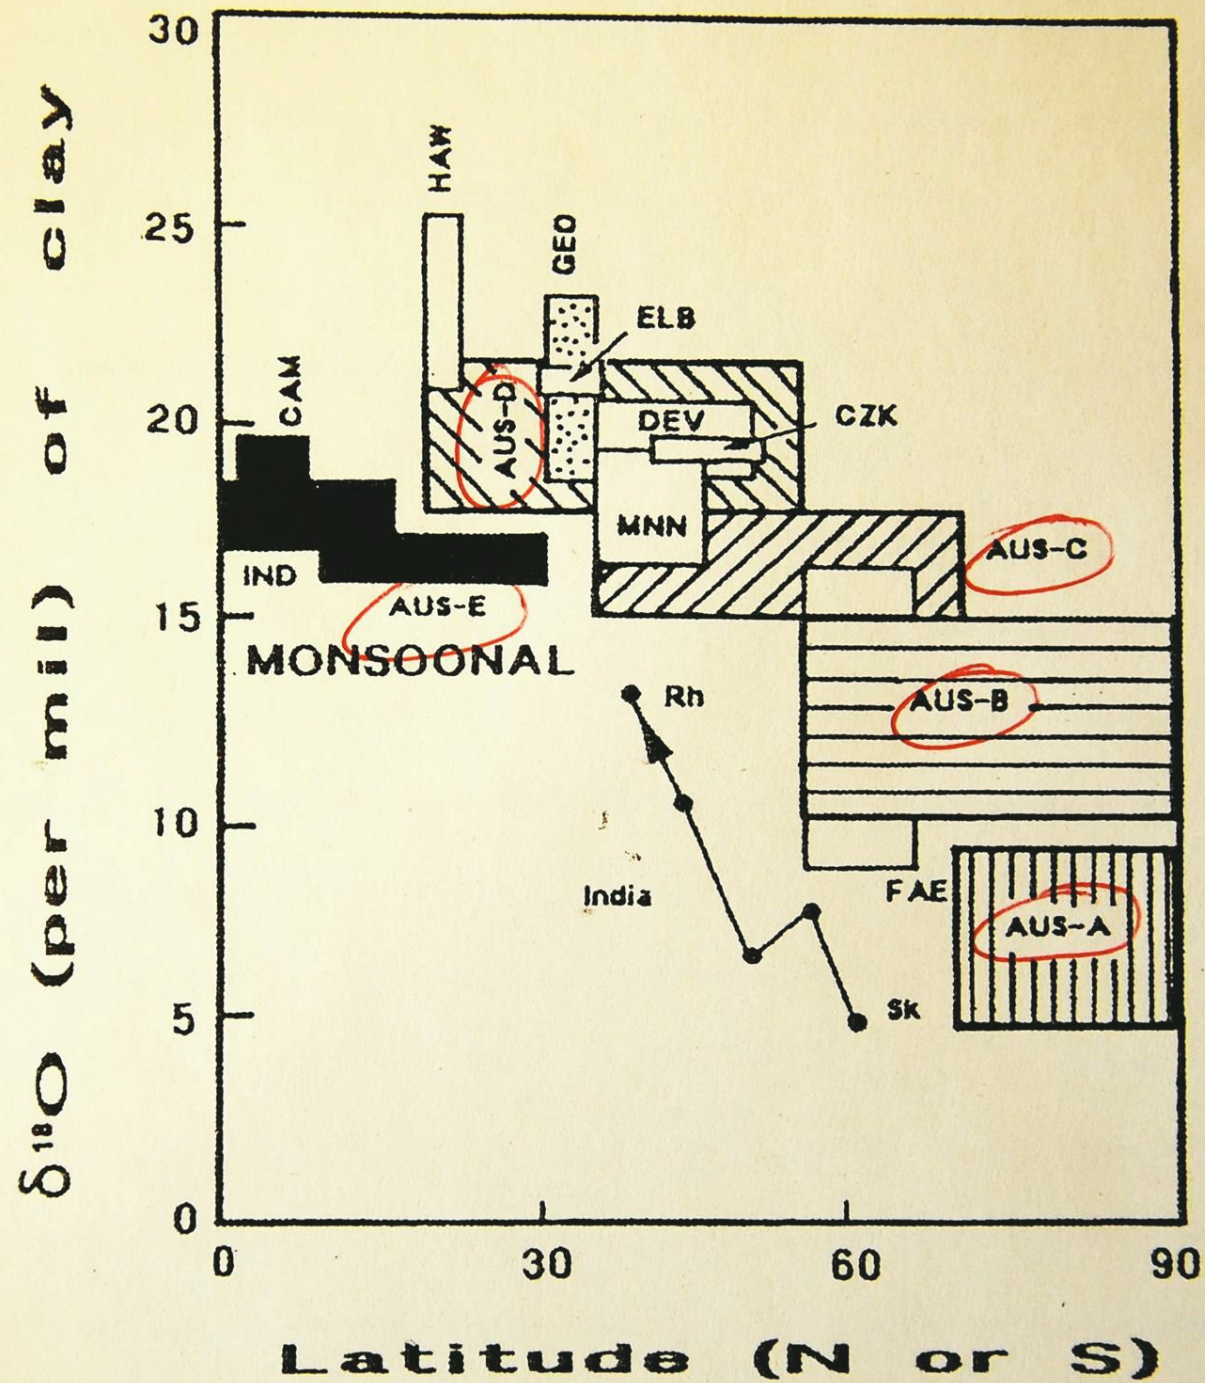 δ¹⁸O (per mil) of clay
30
25
20
15
10
5
0
HAW
GEO
ELB
CAM
AUS-D
DEV
CZK
MNN
AUS-C
IND
AUS-E
MONSOONAL
Rh
AUS-B
India
FAE
AUS-A
Sk
0 30 60 90
Latitude (N or S)